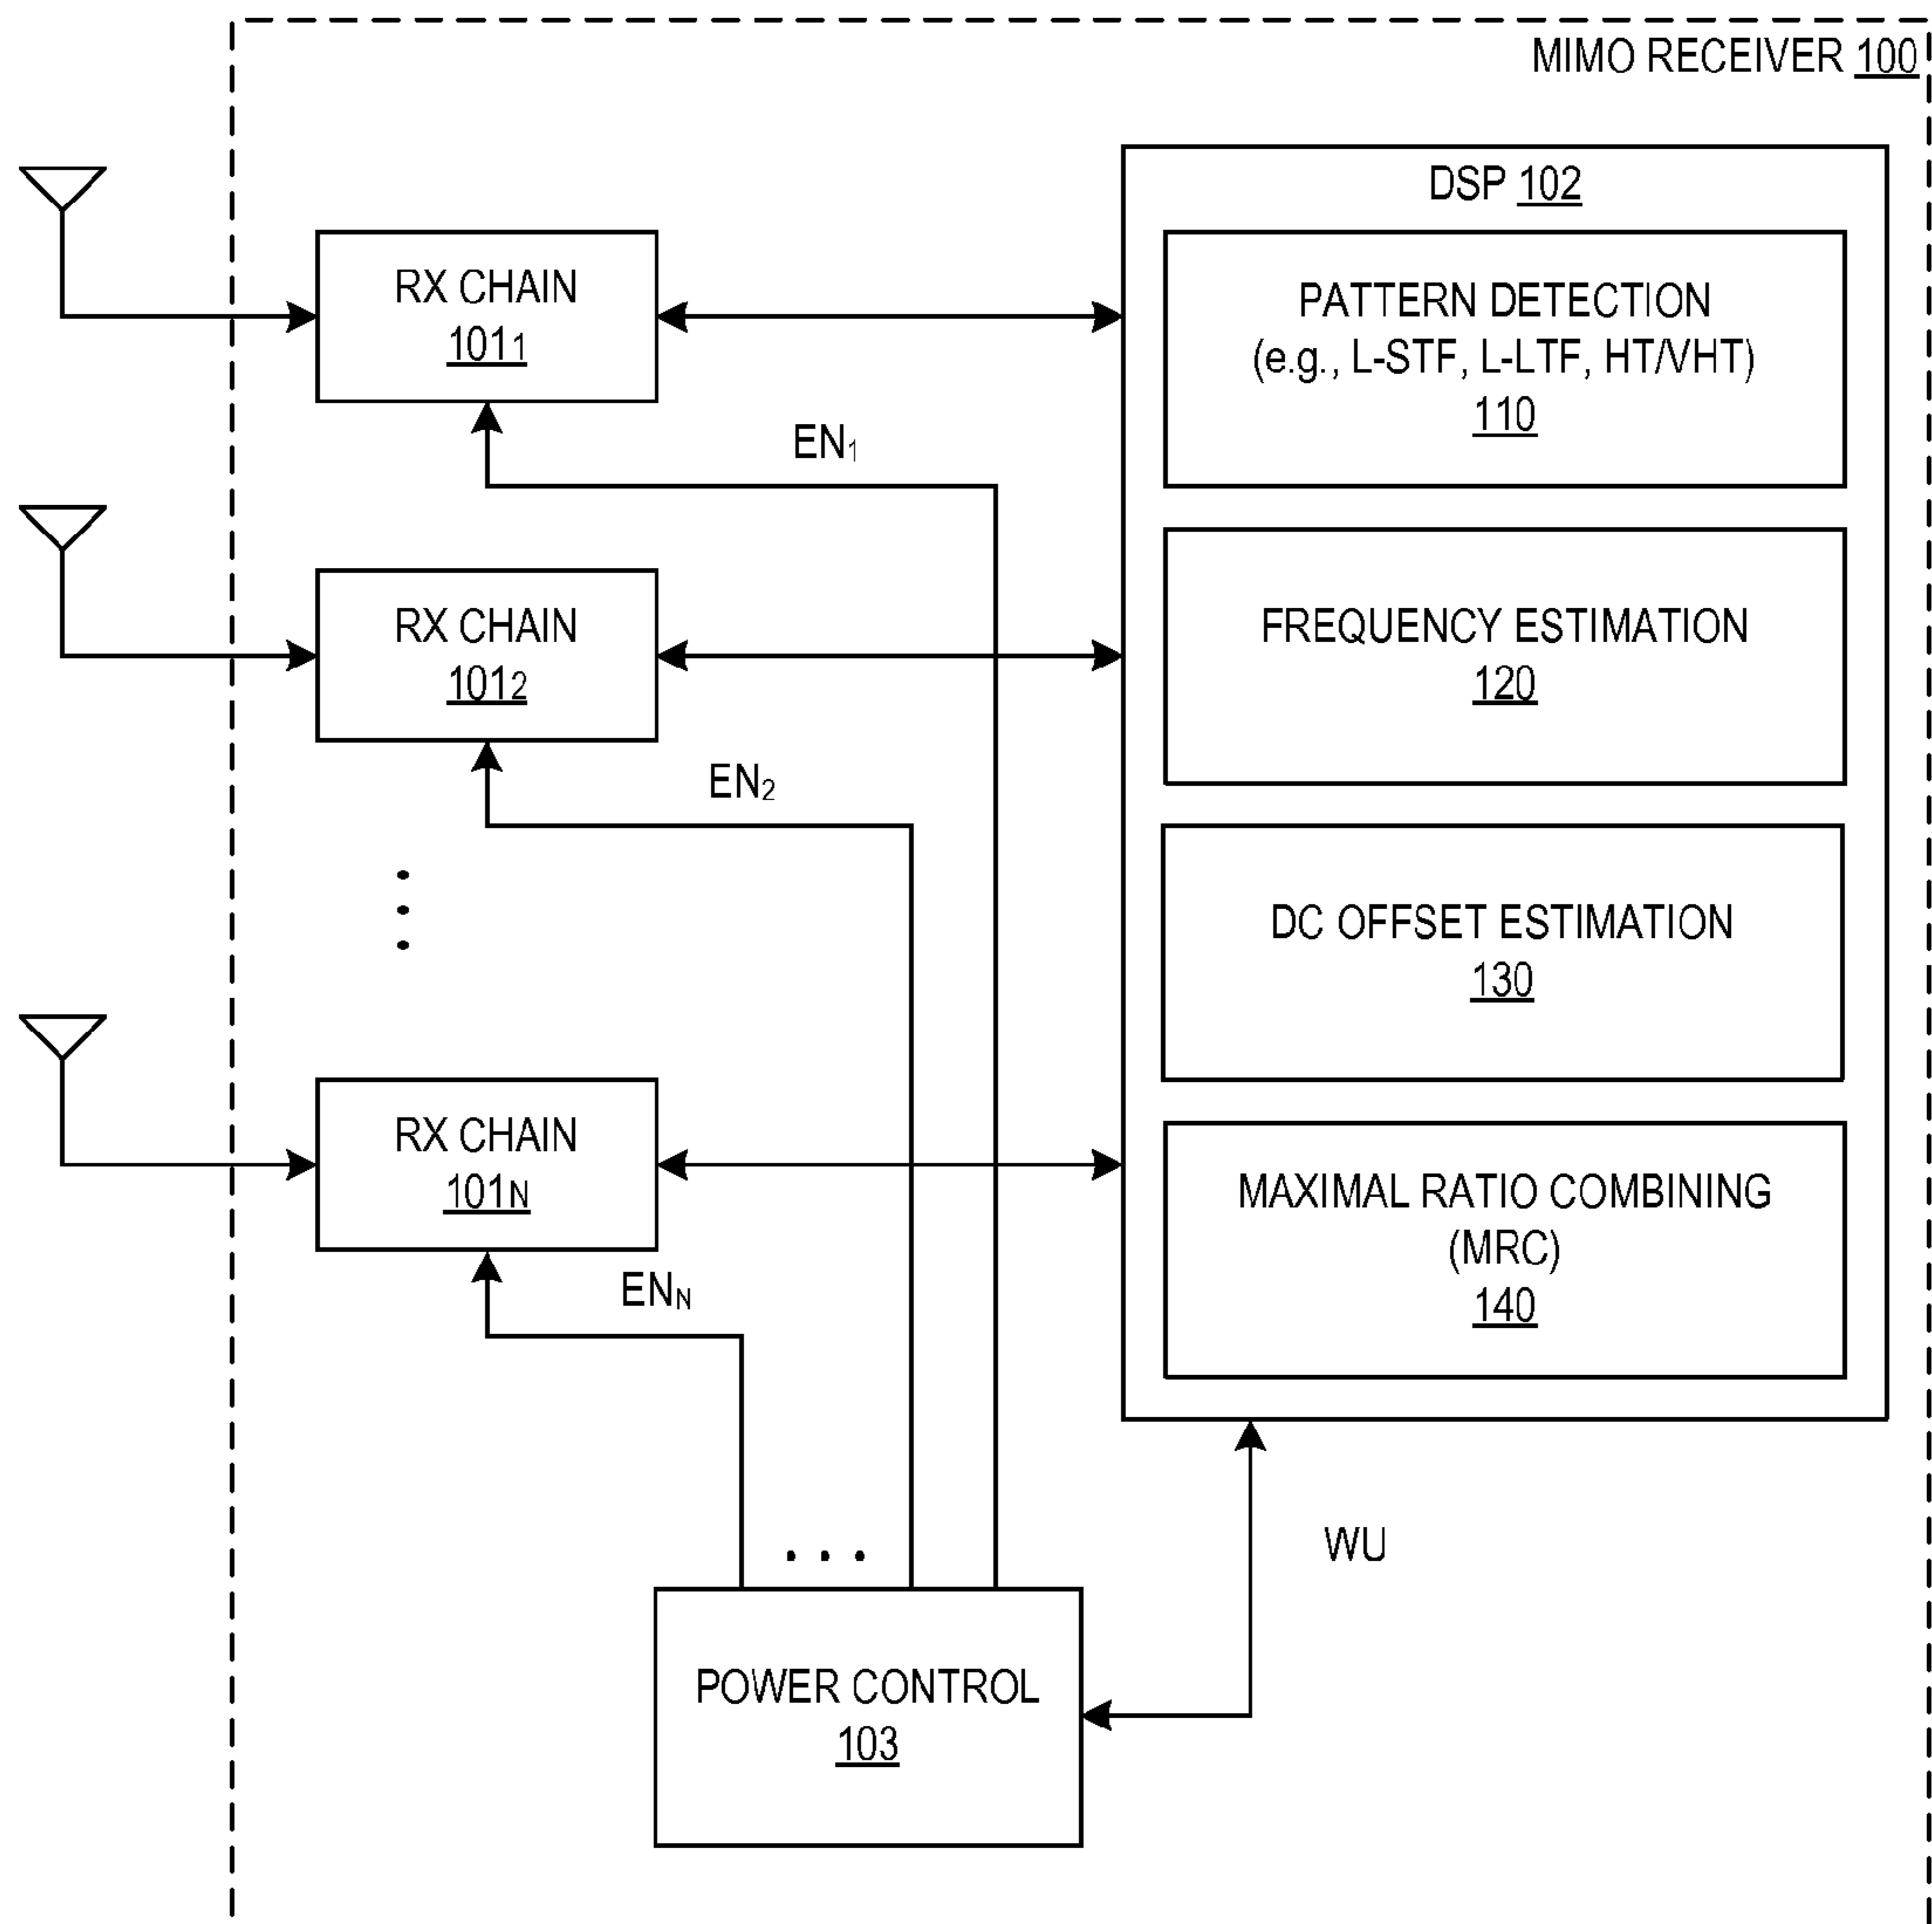 MIMO RECEIVER 100
DSP 102
RX CHAIN
101₁
PATTERN DETECTION
(e.g., L-STF, L-LTF, HT/VHT)
110
EN₁
RX CHAIN
101₂
FREQUENCY ESTIMATION
120
EN₂
DC OFFSET ESTIMATION
130
RX CHAIN
101N
MAXIMAL RATIO COMBINING
(MRC)
140
ENN
WU
POWER CONTROL
103